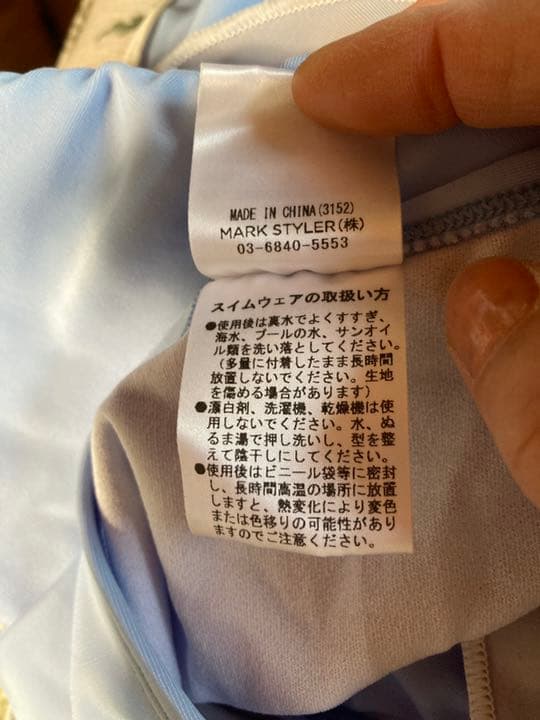 MADE IN CHINA(3152)
MARK STYLER(株)
03-6840-5553
スイムウェアの取扱い方
●使用後は真水でよくすすぎ、
海水、プールの水、サンオイ
ル類を洗い落としてください。
(多量に付着したまま長時間
放置しないでください。生地
を傷める場合があります)
●漂白剤、洗濯機、乾燥機は使
用しないでください。水、ぬ
るま湯で押し洗いし、型を整
えて陰干しにしてください。
●使用後はビニール袋等に密封
し、長時間高温の場所に放置
しますと、熱変化により変色
または色移りの可能性があり
ますのでご注意ください。